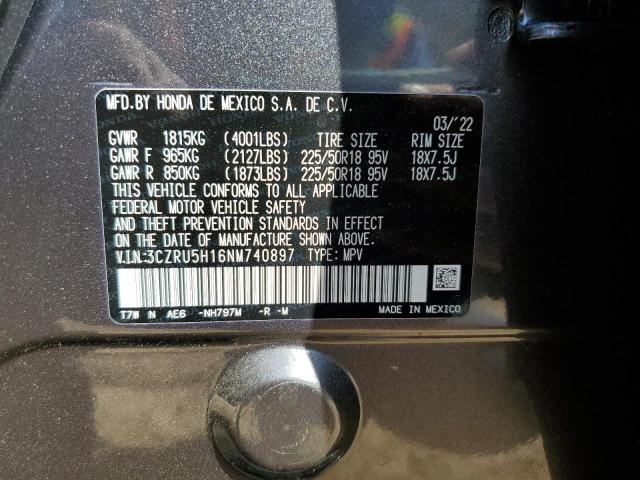 MFD.BY HONDA DE MEXICO S.A. DE C.V.
03/'22
GVWR 1815KG (4001LBS) TIRE SIZE RIM SIZE
GAWR F 965KG (2127LBS) 225/50R18 95V 18X7.5J
GAWR R 850KG (1873LBS) 225/50R18 95V 18X7.5J
THIS VEHICLE CONFORMS TO ALL APPLICABLE
FEDERAL MOTOR VEHICLE SAFETY
AND THEFT PREVENTION STANDARDS IN EFFECT
ON THE DATE OF MANUFACTURE SHOWN ABOVE.
V.I.N.:3CZRU5H16NM740897 TYPE: MPV
T7W N AE6 -NH797M -R -M
MADE IN MEXICO